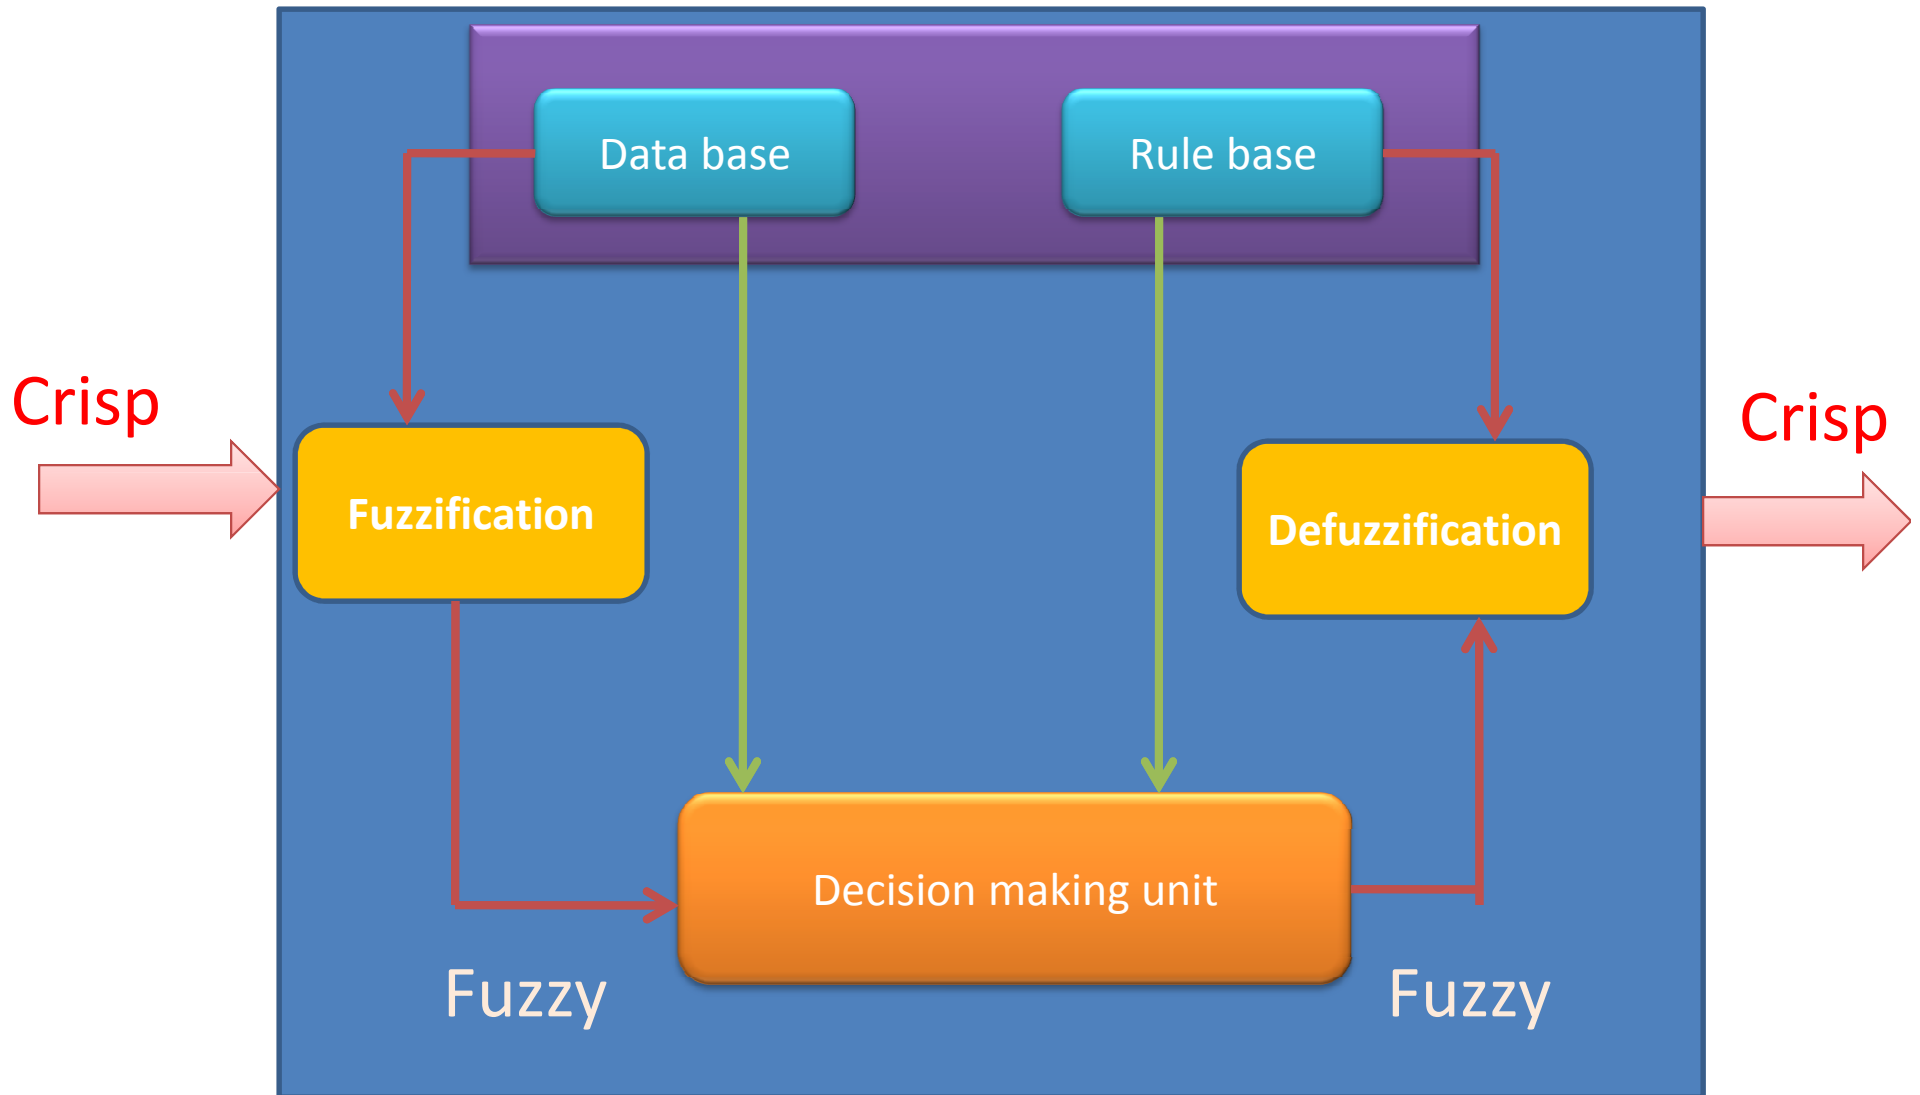 Data base
Rule base
Crisp
Crisp
Fuzzification
Defuzzification
Decision making unit
Fuzzy
Fuzzy